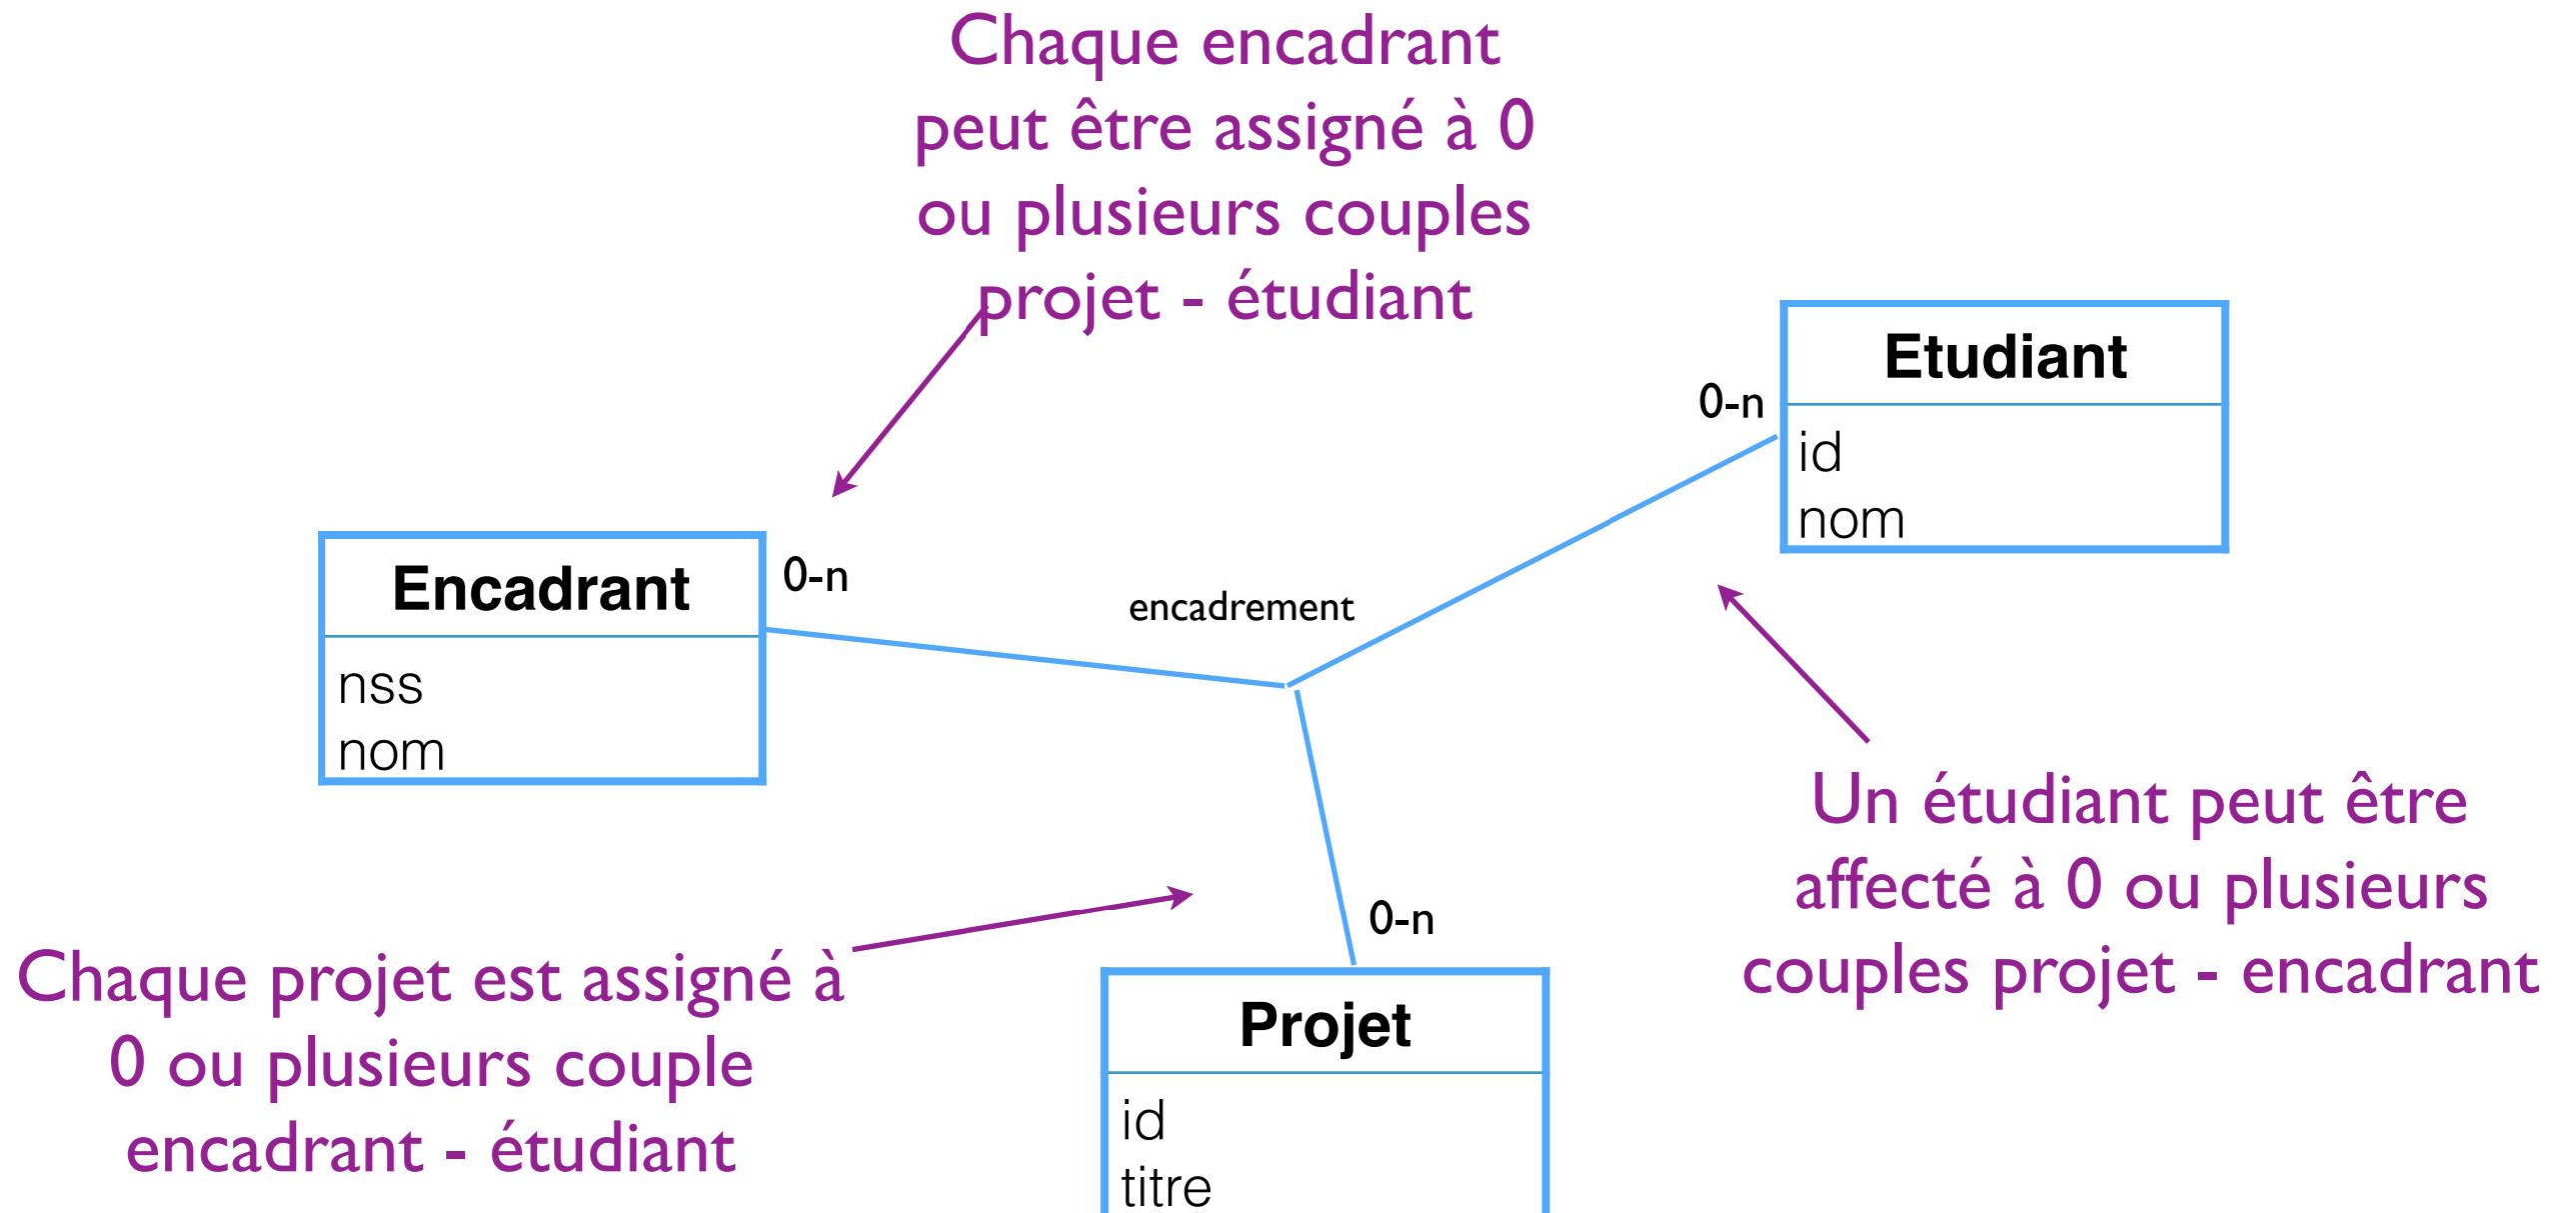 Chaque encadrant
peut être assigné à 0
ou plusieurs couples
projet - étudiant
Etudiant
0-n
id
nom
Encadrant
0-n
encadrement
nss
nom
Un étudiant peut être
affecté à 0 ou plusieurs
couples projet - encadrant
0-n
Chaque projet est assigné à
0 ou plusieurs couple
encadrant - étudiant
Projet
id
titre